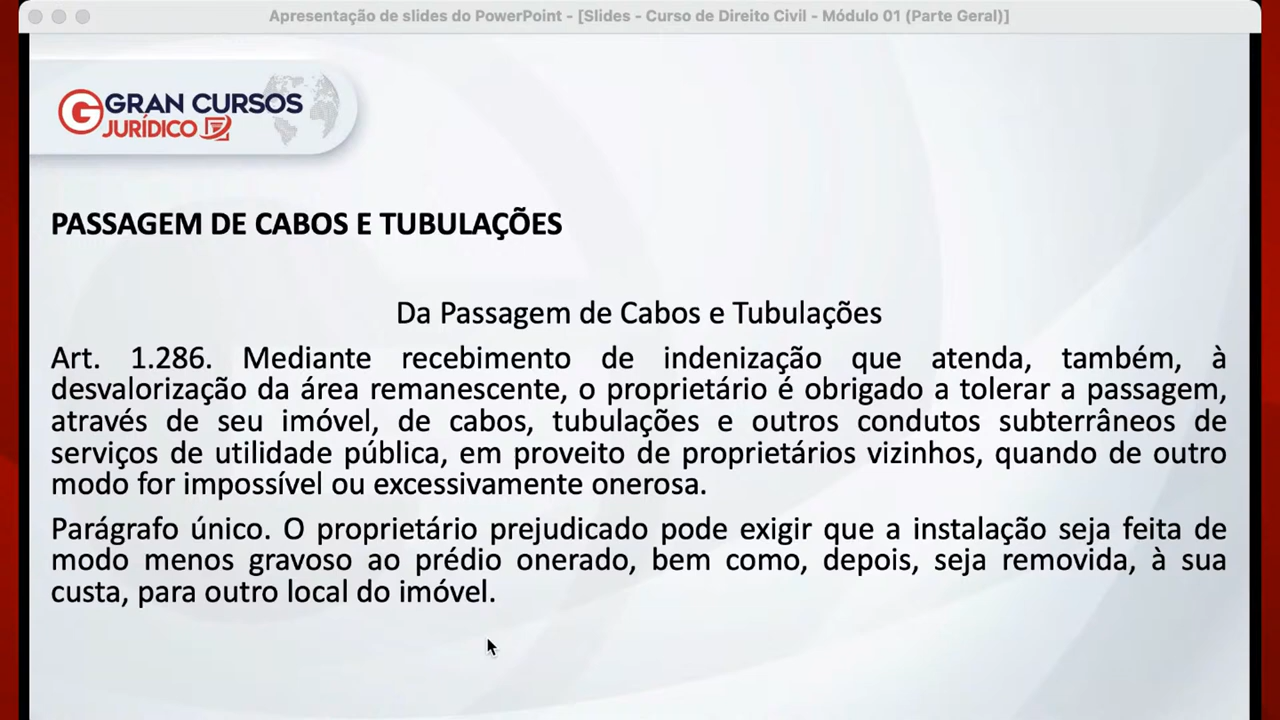 Apresentação de slides do PowerPoint - [Slides - Curso de Direito Civil - Módulo 01 (Parte Geral)]
GRAN CURSOS
JURÍDICO
PASSAGEM DE CABOS E TUBULAÇÕES
Da Passagem de Cabos e Tubulações
Art. 1.286. Mediante recebimento de indenização que atenda, também, à
desvalorização da área remanescente, o proprietário é obrigado a tolerar a passagem,
através de seu imóvel, de cabos, tubulações e outros condutos subterrâneos de
serviços de utilidade pública, em proveito de proprietários vizinhos, quando de outro
modo for impossível ou excessivamente onerosa.
Parágrafo único. O proprietário prejudicado pode exigir que a instalação seja feita de
modo menos gravoso ao prédio onerado, bem como, depois, seja removida, à sua
custa, para outro local do imóvel.